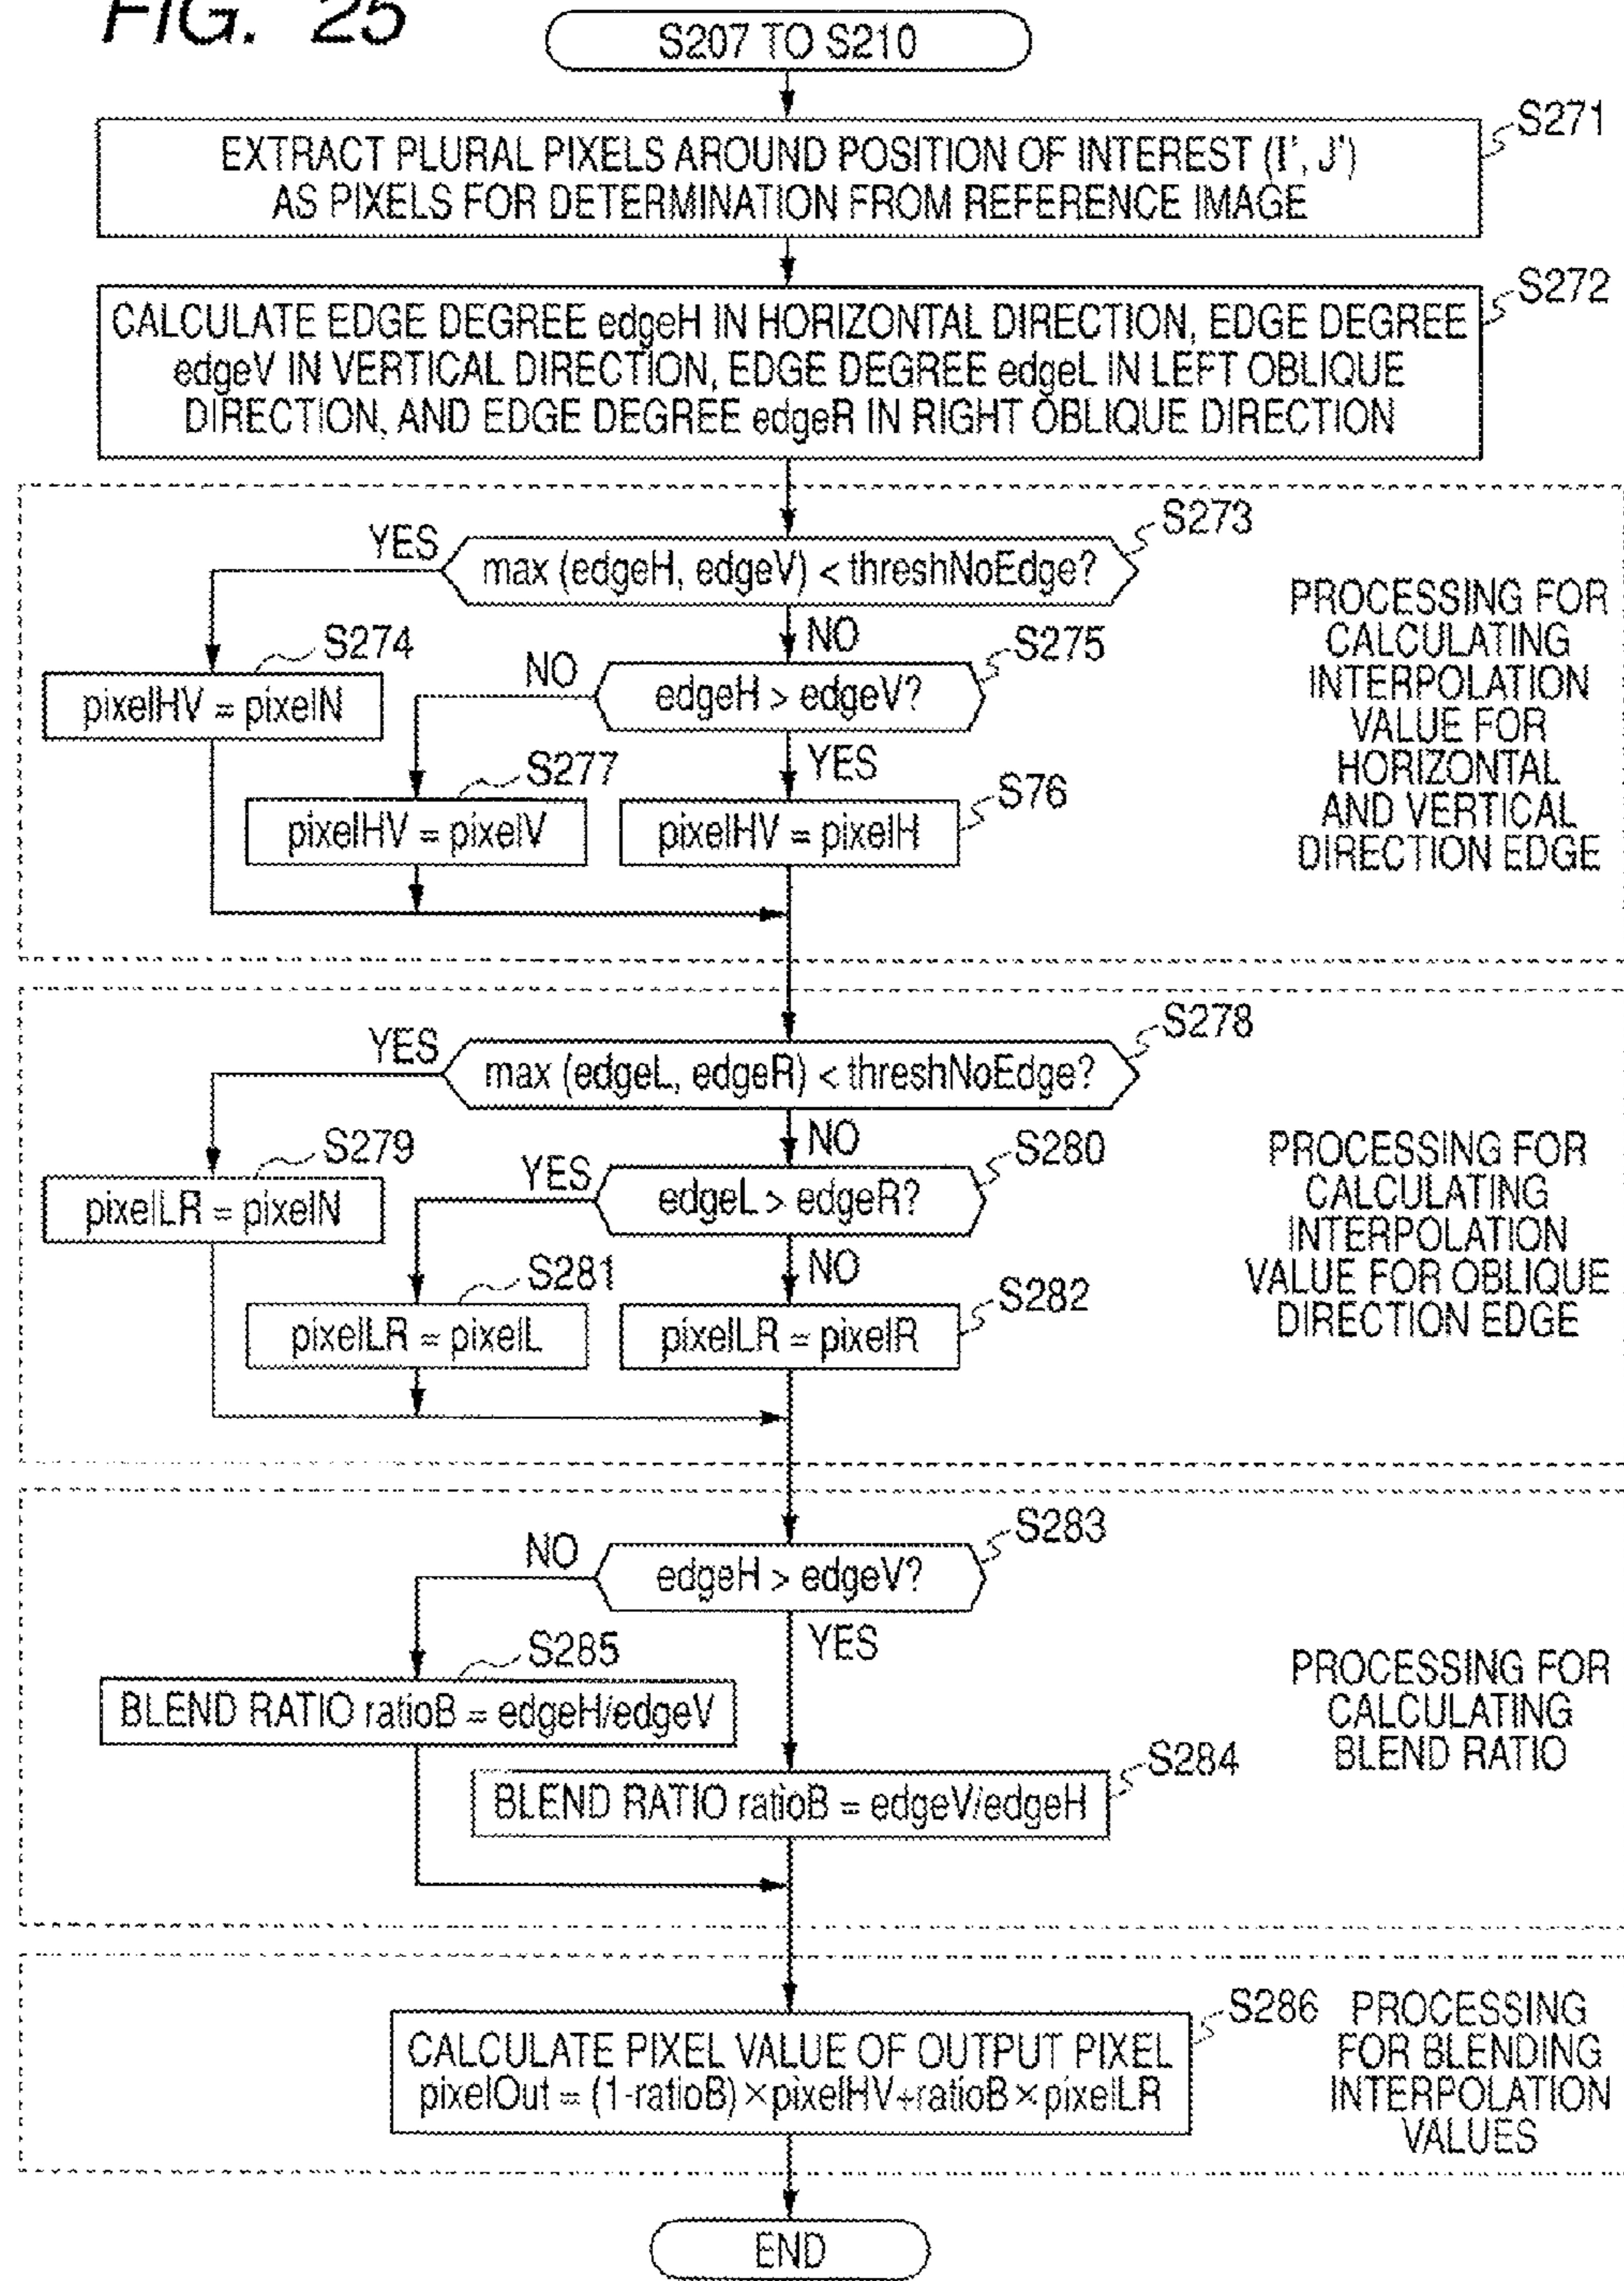 FIG. 25
S207 TO S210
S271
EXTRACT PLURAL PIXELS AROUND POSITION OF INTEREST (I', J')
AS PIXELS FOR DETERMINATION FROM REFERENCE IMAGE
S272
CALCULATE EDGE DEGREE edgeH IN HORIZONTAL DIRECTION, EDGE DEGREE
edgeV IN VERTICAL DIRECTION, EDGE DEGREE edgeL IN LEFT OBLIQUE
DIRECTION, AND EDGE DEGREE edgeR IN RIGHT OBLIQUE DIRECTION
S273
YES
max (edgeH, edgeV) < threshNoEdge?
NO
S274
pixelHV = pixelN
S275
NO
edgeH > edgeV?
YES
S277
pixelHV = pixelV
S76
pixelHV = pixelH
PROCESSING FOR
CALCULATING
INTERPOLATION
VALUE FOR
HORIZONTAL
AND VERTICAL
DIRECTION EDGE
S278
YES
max (edgeL, edgeR) < threshNoEdge?
NO
S279
pixelLR = pixelN
S280
YES
edgeL > edgeR?
NO
S281
pixelLR = pixelL
S282
pixelLR = pixelR
PROCESSING FOR
CALCULATING
INTERPOLATION
VALUE FOR OBLIQUE
DIRECTION EDGE
S283
NO
edgeH > edgeV?
YES
S285
BLEND RATIO ratioB = edgeH/edgeV
S284
BLEND RATIO ratioB = edgeV/edgeH
PROCESSING FOR
CALCULATING
BLEND RATIO
S286
CALCULATE PIXEL VALUE OF OUTPUT PIXEL
pixelOut = (1-ratioB)×pixelHV+ratioB×pixelLR
PROCESSING
FOR BLENDING
INTERPOLATION
VALUES
END